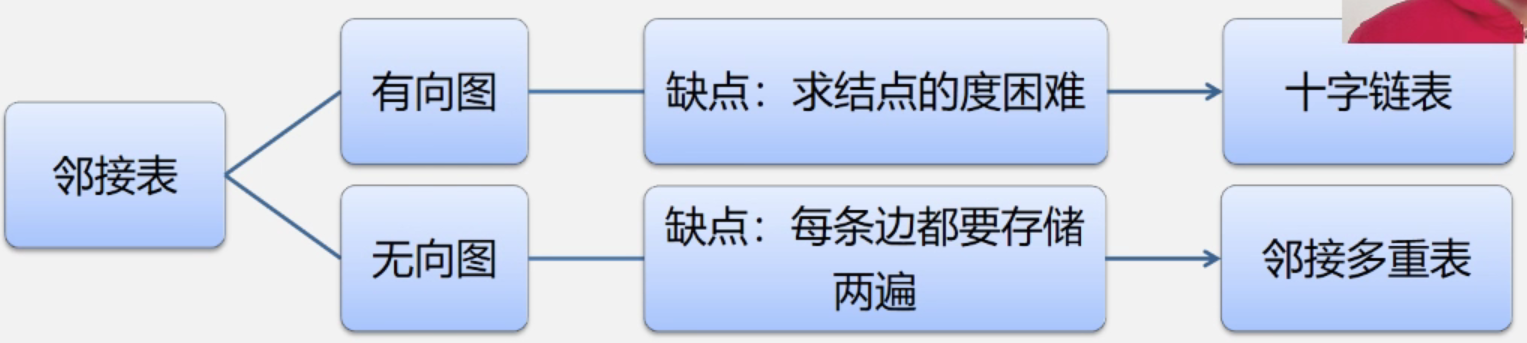 邻接表
有向图
缺点：求结点的度困难
十字链表
无向图
缺点：每条边都要存储
两遍
邻接多重表